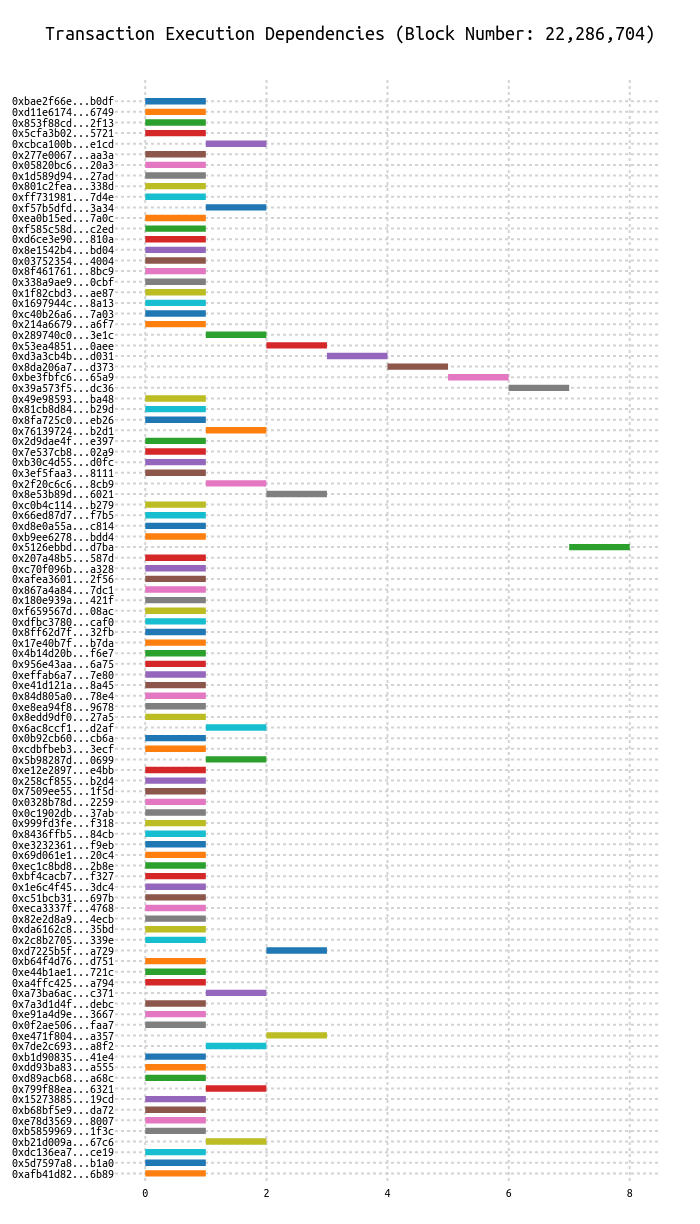 Transaction Execution Dependencies (Block Number: 22,286,704)
0xbae2f66e...b0df
0xd11e6174...6749
0x853f88cd...2f13
0x5cfa3b02...5721
0xcbca100b...e1cd
0x277e0067...aa3a
0x05820bc6...20a3
0x1d589d94...27ad
0x801c2fea...338d
0xff731981...7d4e
0xf57b5dfd...3a34
0xea0b15ed...7a0c
0xf585c58d...c2ed
0xd6ce3e90...810a
0x8e1542b4...bd04
0x03752354...4004
0x8f461761...8bc9
0x338a9ae9...0cbf
0x1f82cbd3...ae87
0x1697944c...8a13
0xc40b26a6...7a03
0x214a6679...a6f7
0x289740c0...3e1c
0x53ea4851...0aee
0xd3a3cb4b...d031
0x8da206a7...d373
0xbe3fbfc6...65a9
0x39a573f5...dc36
0x49e98593...ba48
0x81cb8d84...b29d
0x8fa725c0...eb26
0x76139724...b2d1
0x2d9dae4f...e397
0x7e537cb8...02a9
0xb30c4d55...d0fc
0x3ef5faa3...8111
0x2f20c6c6...8cb9
0x8e53b89d...6021
0xc0b4c114...b279
0x66ed87d7...f7b5
0xd8e0a55a...c814
0xb9ee6278...bdd4
0x5126ebbd...d7ba
0x207a48b5...587d
0xc70f096b...a328
0xafea3601...2f56
0x867a4a84...7dc1
0x180e939a...421f
0xf659567d...08ac
0xdfbc3780...caf0
0x8ff62d7f...32fb
0x17e40b7f...b7da
0x4b14d20b...f6e7
0x956e43aa...6a75
0xeffab6a7...7e80
0xe41d121a...8a45
0x84d805a0...78e4
0xe8ea94f8...9678
0x8edd9df0...27a5
0x6ac8ccf1...d2af
0x0b92cb60...cb6a
0xcdbfbeb3...3ecf
0x5b98287d...0699
0xe12e2897...e4bb
0x258cf855...b2d4
0x7509ee55...1f5d
0x0328b78d...2259
0x0c1902db...37ab
0x999fd3fe...f318
0x8436ffb5...84cb
0xe3232361...f9eb
0x69d061e1...20c4
0xec1c8bd8...2b8e
0xbf4cacb7...f327
0x1e6c4f45...3dc4
0xc51bcb31...697b
0xeca3337f...4768
0x82e2d8a9...4ecb
0xda6162c8...35bd
0x2c8b2705...339e
0xd7225b5f...a729
0xb64f4d76...d751
0xe44b1ae1...721c
0xa4ffc425...a794
0xa73ba6ac...c371
0x7a3d1d4f...debc
0xe91a4d9e...3667
0x0f2ae506...faa7
0xe471f804...a357
0x7de2c693...a8f2
0xb1d90835...41e4
0xdd93ba83...a555
0xd89acb68...a68c
0x799f88ea...6321
0x15273885...19cd
0xb68bf5e9...da72
0xe78d3569...8007
0xb5859969...1f3c
0xb21d009a...67c6
0xdc136ea7...ce19
0x5d7597a8...b1a0
0xafb41d82...6b89
0 2 4 6 8